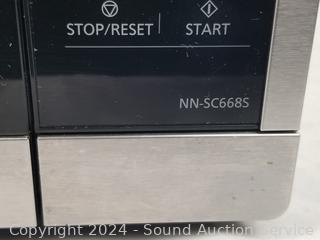 STOP/RESET START
NN-SC668S
Copyright 2024 - Sound Auction Service